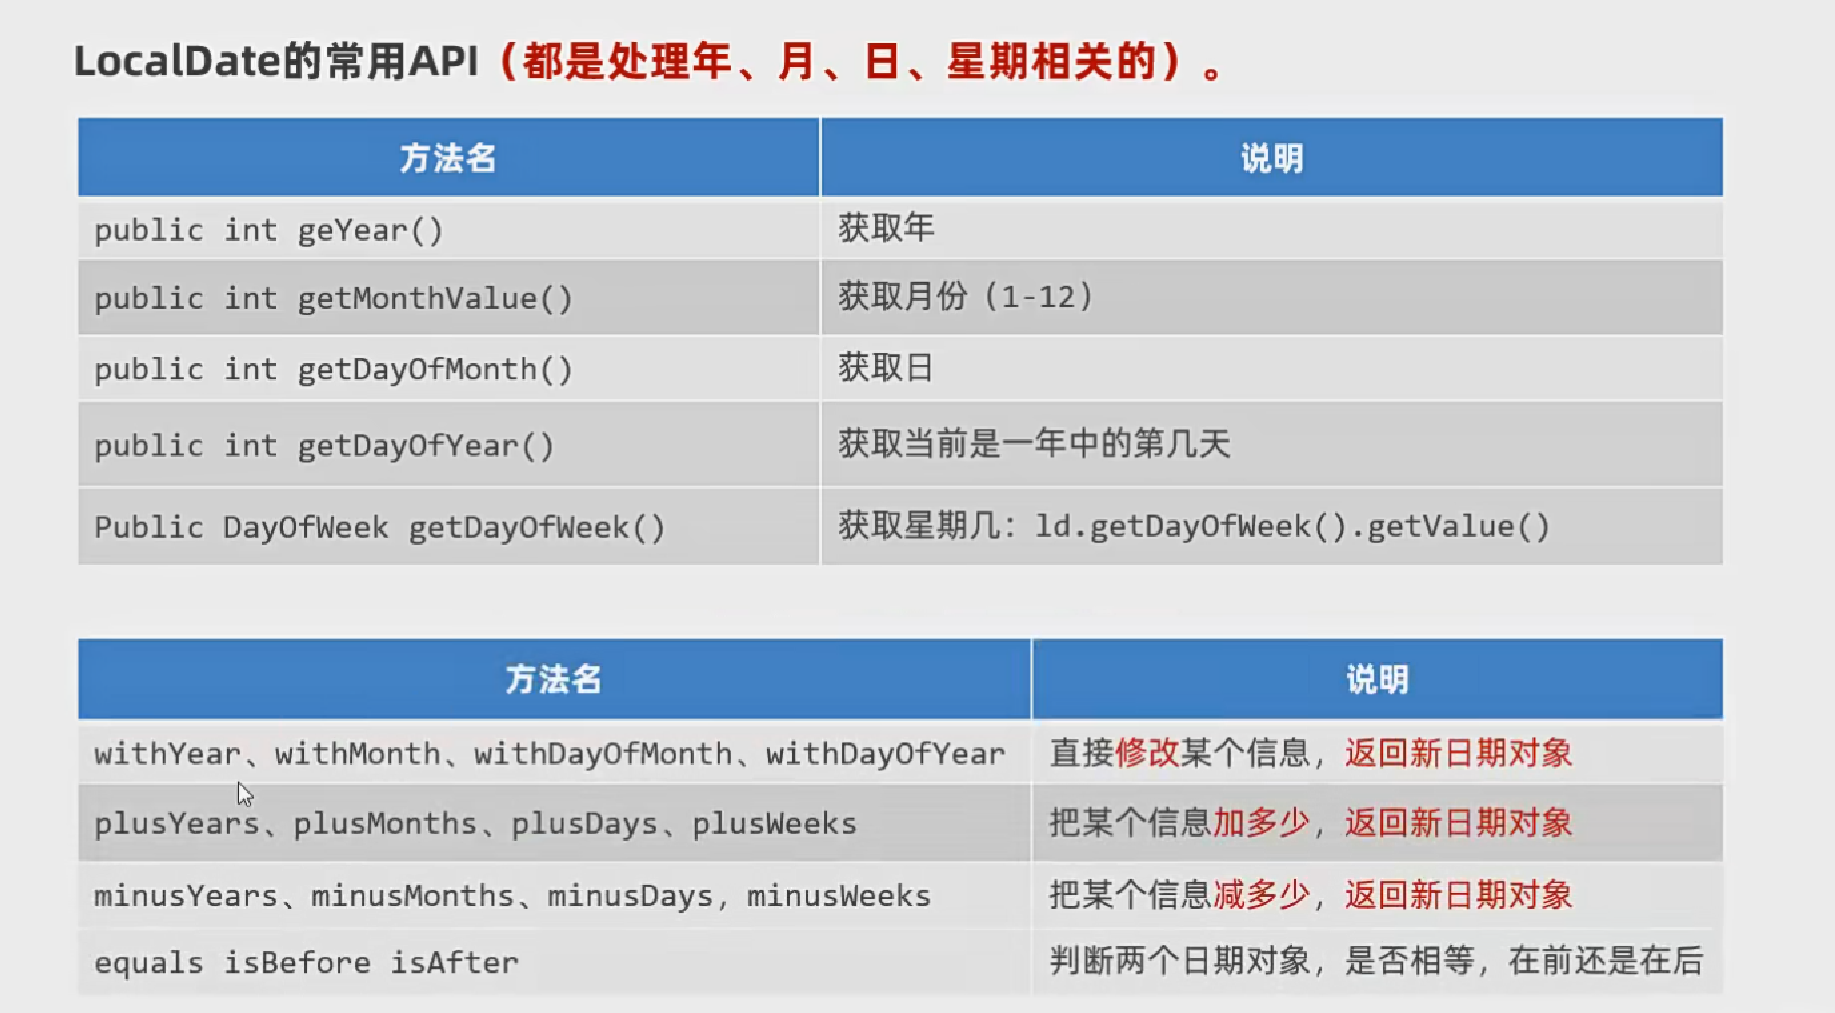 LocalDate的常用API（都是处理年、月、日、星期相关的）。
方法名 说明
public int geYear() 获取年
public int getMonthValue() 获取月份（1-12）
public int getDayOfMonth() 获取日
public int getDayOfYear() 获取当前是一年中的第几天
Public DayOfWeek getDayOfWeek() 获取星期几：ld.getDayOfWeek().getValue()
方法名 说明
withYear、withMonth、withDayOfMonth、withDayOfYear 直接修改某个信息，返回新日期对象
plusYears、plusMonths、plusDays、plusWeeks 把某个信息加多少，返回新日期对象
minusYears、minusMonths、minusDays，minusWeeks 把某个信息减多少，返回新日期对象
equals isBefore isAfter 判断两个日期对象，是否相等，在前还是在后